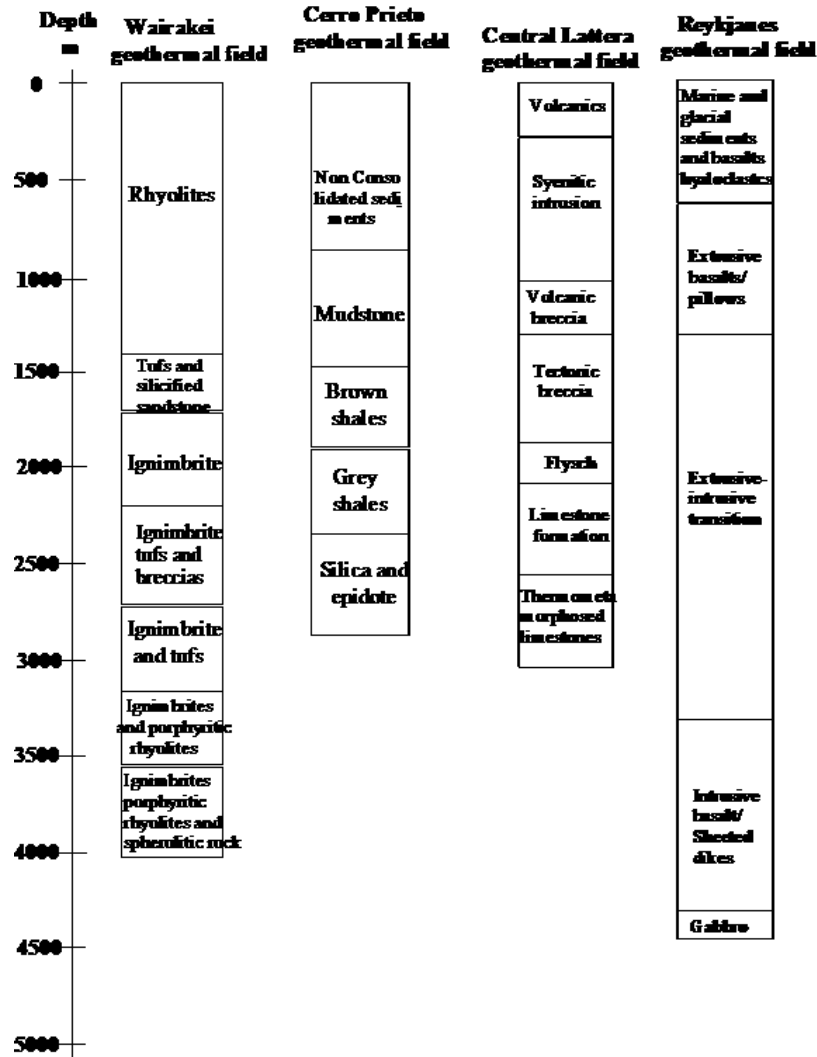 Depth
m
Wairakei
geothermal field
Cerro Prieto
geothermal field
Central Lattera
geothermal field
Reykjanes
geothermal field
0
500
1000
1500
2000
2500
3000
3500
4000
4500
5000
Rhyolites
Tufs and
silicified
sandstone
Ignimbrite
Ignimbrite
tufs and
breccias
Ignimbrite
and tufs
Ignimbrites
and porphyritic
rhyolites
Ignimbrites
porphyritic
rhyolites and
spherolitic rock
Non Conso
lidated sedi
ments
Mudstone
Brown
shales
Grey
shales
Silica and
epidote
Volcanics
Syenitic
intrusion
Volcanic
breccia
Tectonic
breccia
Flysch
Limestone
formation
Thermometa
morphosed
limestones
Marine and
glacial
sediments
and basalts
hyaloclastics
Extrusive
basalts/
pillows
Extrusive-
intrusive
transition
Intrusive
basalt/
Sheeted
dikes
Gabbro